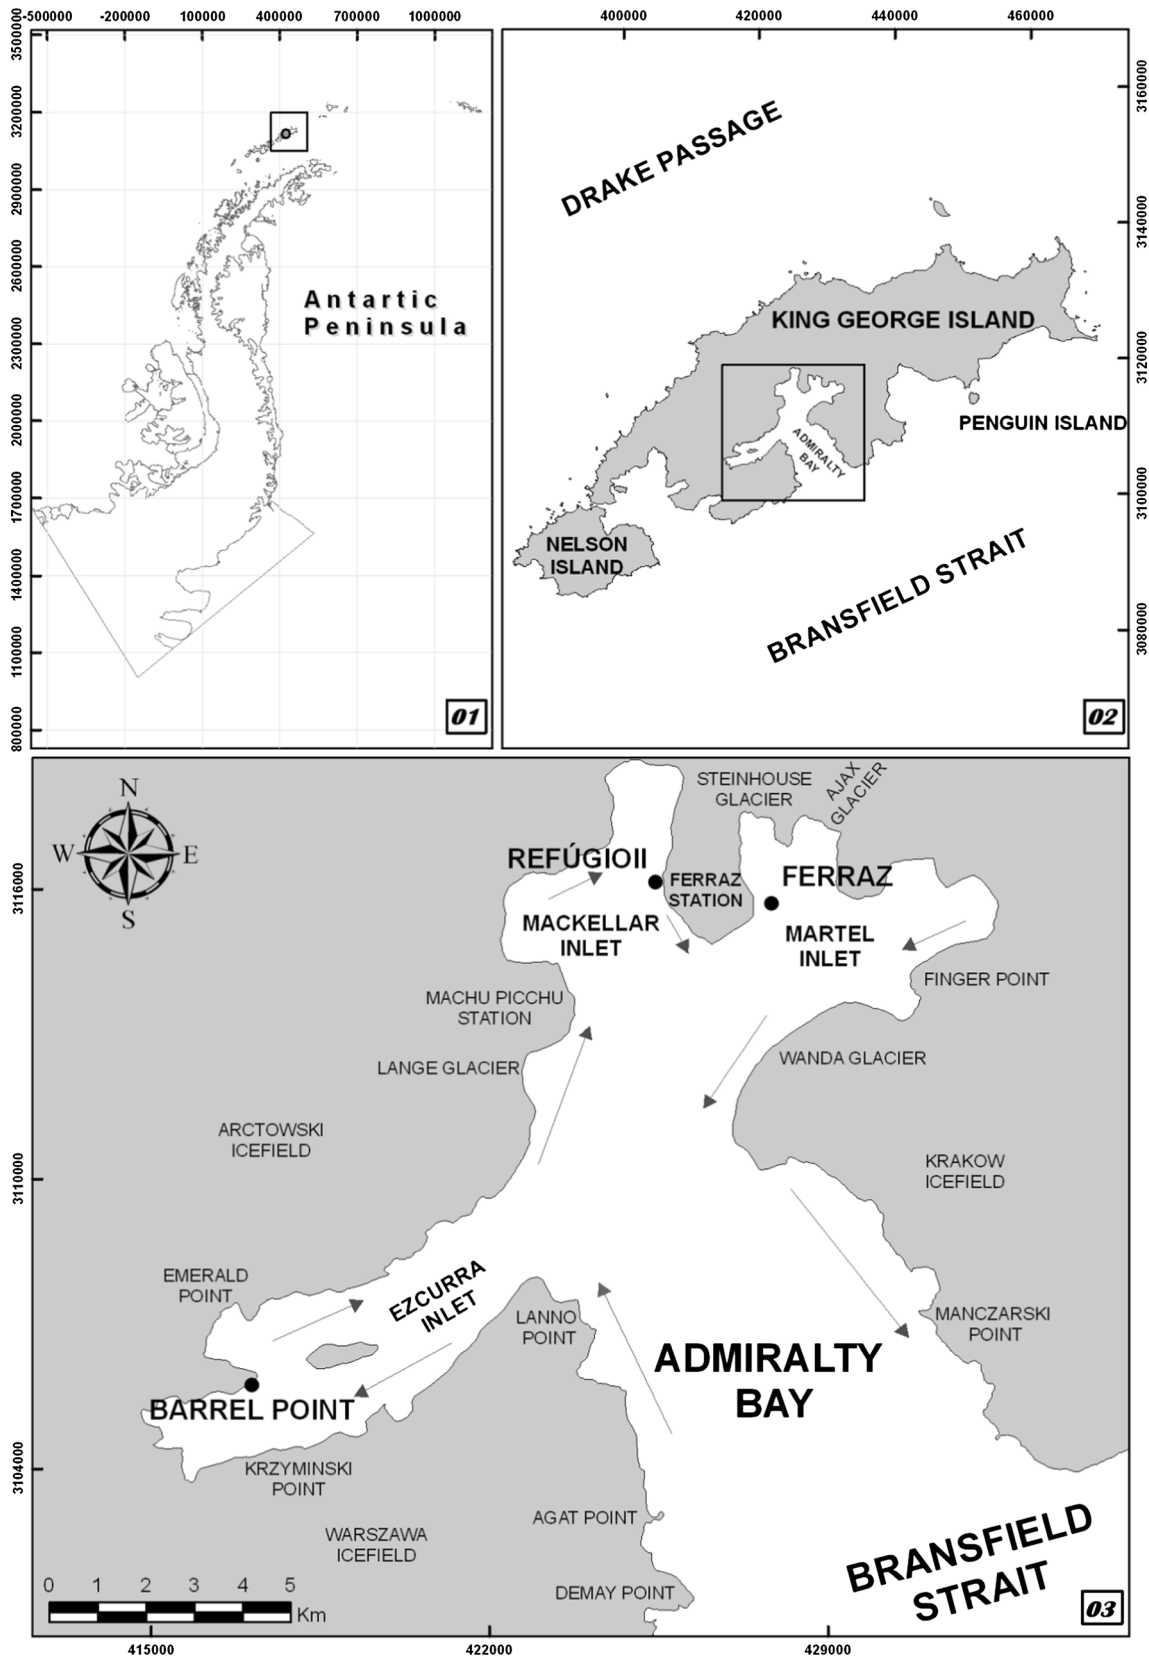 -500000 -200000 100000 400000 700000 1000000
3500000
3200000
2900000
2600000
2300000
2000000
1700000
1400000
1100000
800000
Antartic
Peninsula
01
400000 420000 440000 460000
3160000
3140000
3120000
3100000
3080000
DRAKE PASSAGE
KING GEORGE ISLAND
PENGUIN ISLAND
ADMIRALTY
BAY
NELSON
ISLAND
BRANSFIELD STRAIT
02
N
W E
S
STEINHOUSE
GLACIER
AJAX
GLACIER
REFÚGIOII
FERRAZ
STATION
FERRAZ
MACKELLAR
INLET
MARTEL
INLET
FINGER POINT
MACHU PICCHU
STATION
LANGE GLACIER
WANDA GLACIER
ARCTOWSKI
ICEFIELD
KRAKOW
ICEFIELD
EMERALD
POINT
EZCURRA
INLET
LANNO
POINT
MANCZARSKI
POINT
ADMIRALTY
BAY
BARREL POINT
KRZYMINSKI
POINT
WARSZAWA
ICEFIELD
AGAT POINT
DEMAY POINT
BRANSFIELD
STRAIT
0 1 2 3 4 5
Km
03
3116000
3110000
3104000
415000 422000 429000